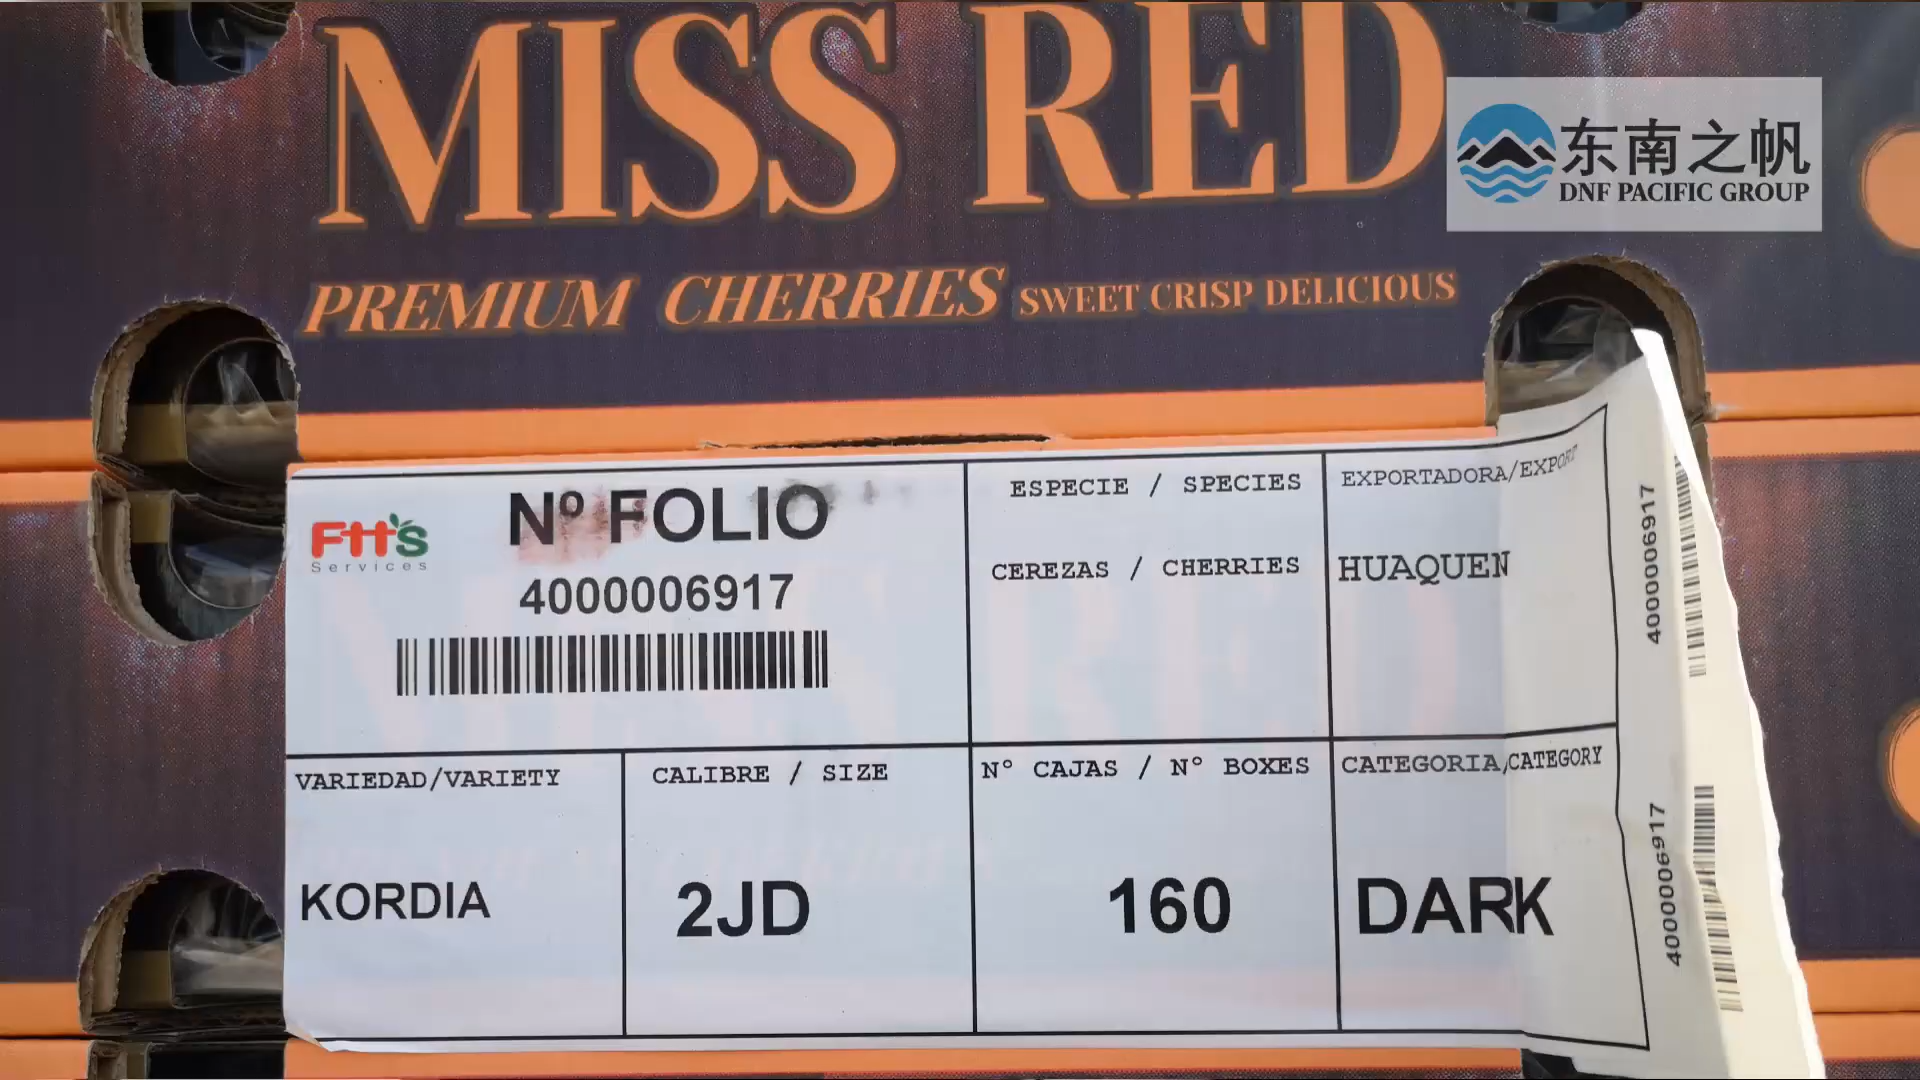 MISS RED
东南之帆
DNF PACIFIC GROUP
PREMIUM CHERRIES SWEET CRISP DELICIOUS
FTT'S
Services
Nº FOLIO
4000006917
ESPECIE / SPECIES
CEREZAS / CHERRIES
EXPORTADORA/EXPORT
HUAQUEN
4000006917
VARIEDAD/VARIETY
KORDIA
CALIBRE / SIZE
2JD
N° CAJAS / N° BOXES
160
CATEGORIA/CATEGORY
DARK
4000006917